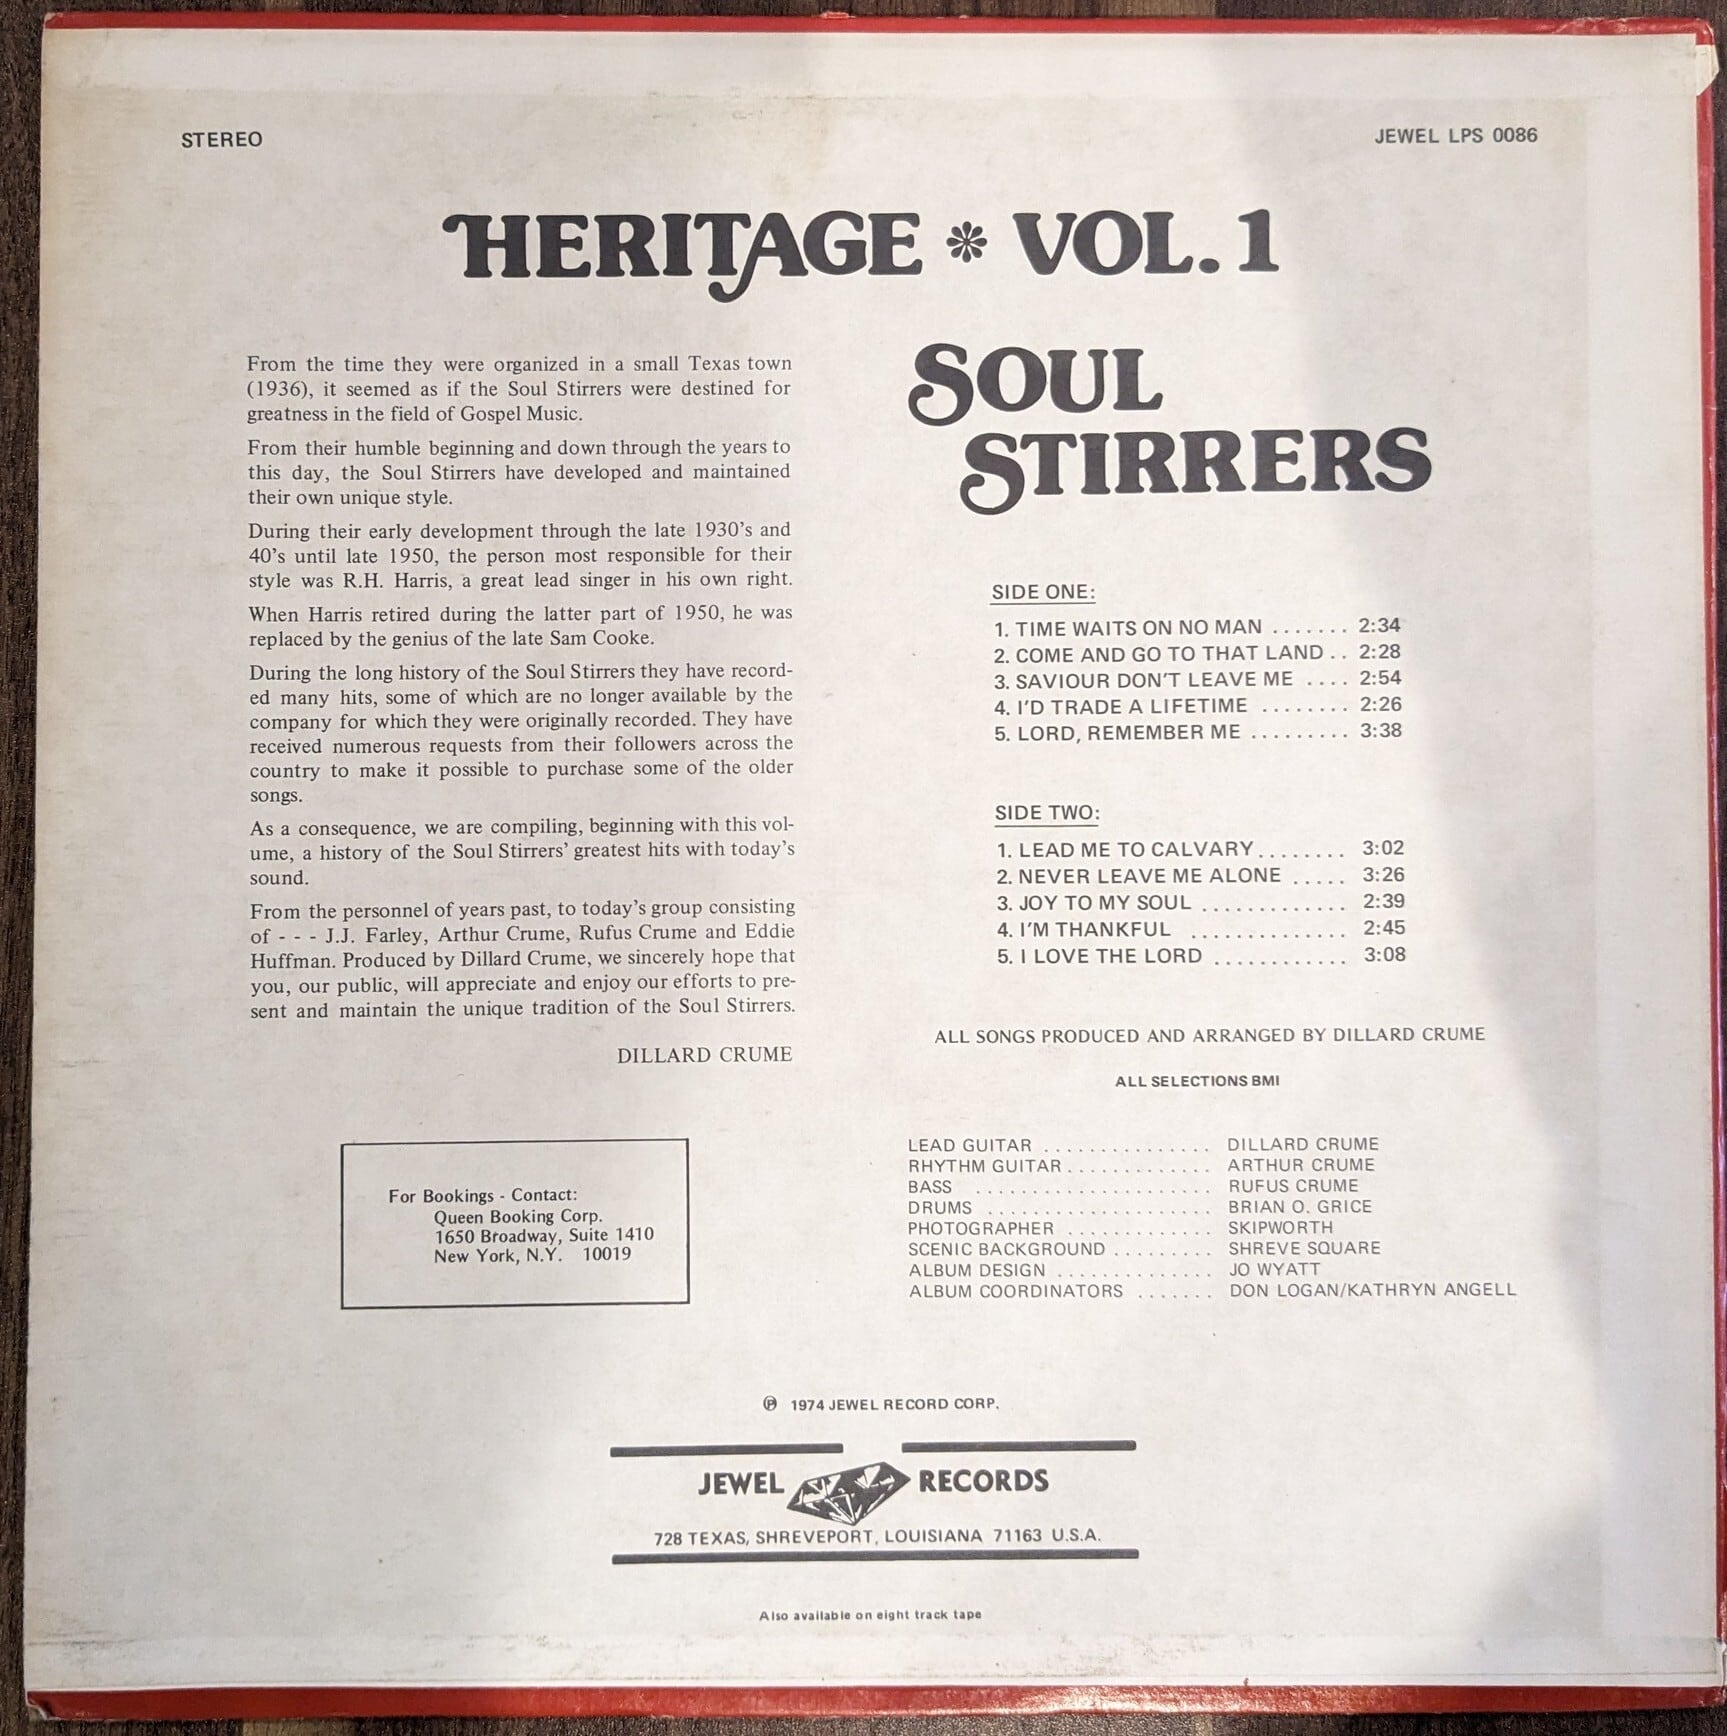 STEREO
JEWEL LPS 0086
HERITAGE * VOL. 1
From the time they were organized in a small Texas town
(1936), it seemed as if the Soul Stirrers were destined for
greatness in the field of Gospel Music.
From their humble beginning and down through the years to
this day, the Soul Stirrers have developed and maintained
their own unique style.
During their early development through the late 1930's and
40's until late 1950, the person most responsible for their
style was R.H. Harris, a great lead singer in his own right.
When Harris retired during the latter part of 1950, he was
replaced by the genius of the late Sam Cooke.
During the long history of the Soul Stirrers they have record-
ed many hits, some of which are no longer available by the
company for which they were originally recorded. They have
received numerous requests from their followers across the
country to make it possible to purchase some of the older
songs.
As a consequence, we are compiling, beginning with this vol-
ume, a history of the Soul Stirrers' greatest hits with today's
sound.
From the personnel of years past, to today's group consisting
of - - - J.J. Farley, Arthur Crume, Rufus Crume and Eddie
Huffman. Produced by Dillard Crume, we sincerely hope that
you, our public, will appreciate and enjoy our efforts to pre-
sent and maintain the unique tradition of the Soul Stirrers.
DILLARD CRUME
For Bookings - Contact:
Queen Booking Corp.
1650 Broadway, Suite 1410
New York, N.Y. 10019
SOUL
STIRRERS
SIDE ONE:
1. TIME WAITS ON NO MAN ....... 2:34
2. COME AND GO TO THAT LAND .. 2:28
3. SAVIOUR DON'T LEAVE ME .... 2:54
4. I'D TRADE A LIFETIME ........ 2:26
5. LORD, REMEMBER ME ......... 3:38
SIDE TWO:
1. LEAD ME TO CALVARY........ 3:02
2. NEVER LEAVE ME ALONE ..... 3:26
3. JOY TO MY SOUL ............. 2:39
4. I'M THANKFUL .............. 2:45
5. I LOVE THE LORD ............ 3:08
ALL SONGS PRODUCED AND ARRANGED BY DILLARD CRUME
ALL SELECTIONS BMI
LEAD GUITAR ............... DILLARD CRUME
RHYTHM GUITAR............. ARTHUR CRUME
BASS ..................... RUFUS CRUME
DRUMS .................... BRIAN O. GRICE
PHOTOGRAPHER ............. SKIPWORTH
SCENIC BACKGROUND ......... SHREVE SQUARE
ALBUM DESIGN .............. JO WYATT
ALBUM COORDINATORS ....... DON LOGAN/KATHRYN ANGELL
℗ 1974 JEWEL RECORD CORP.
JEWEL RECORDS
728 TEXAS, SHREVEPORT, LOUISIANA 71163 U.S.A.
Also available on eight track tape